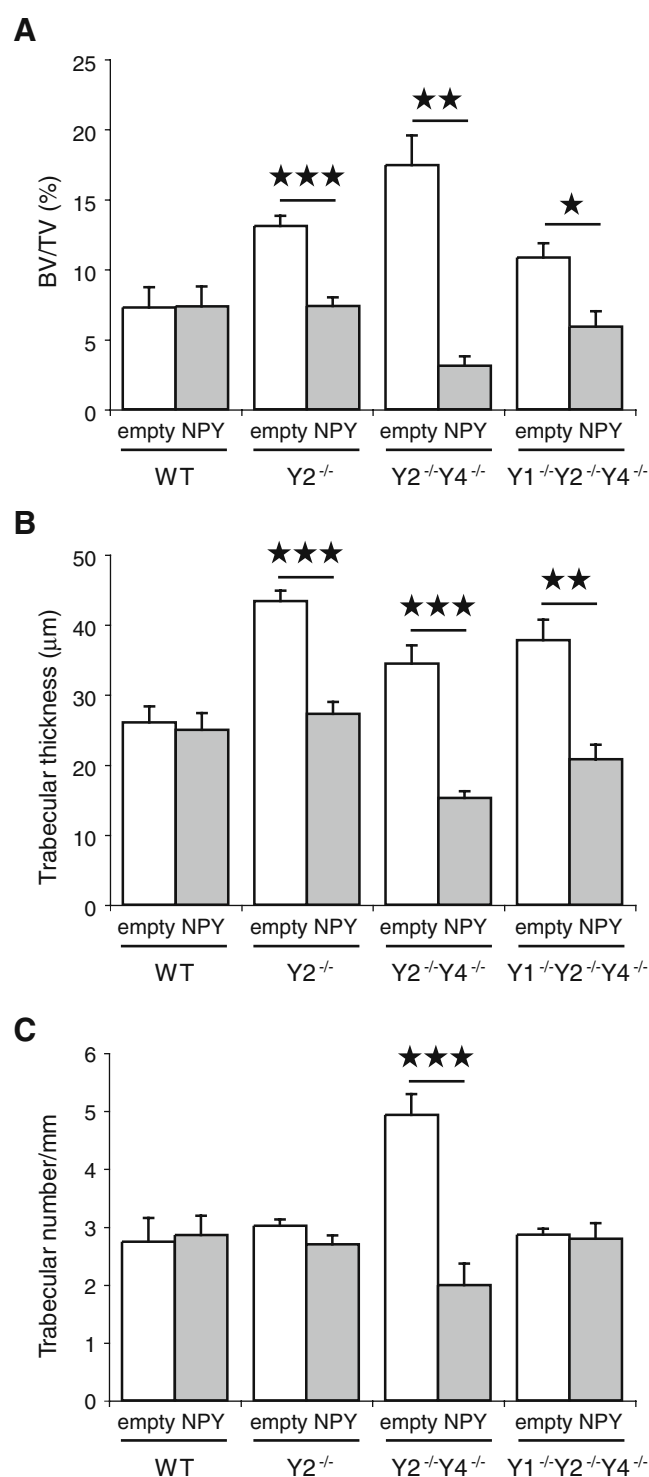 A
BV/TV (%)
25
20
15
10
5
0
★★★
★★
★
empty NPY empty NPY empty NPY empty NPY
WT Y2⁻/⁻ Y2⁻/⁻Y4⁻/⁻ Y1⁻/⁻Y2⁻/⁻Y4⁻/⁻
B
Trabecular thickness (μm)
50
40
30
20
10
0
★★★
★★★
★★
empty NPY empty NPY empty NPY empty NPY
WT Y2⁻/⁻ Y2⁻/⁻Y4⁻/⁻ Y1⁻/⁻Y2⁻/⁻Y4⁻/⁻
C
Trabecular number/mm
6
5
4
3
2
1
0
★★★
empty NPY empty NPY empty NPY empty NPY
WT Y2⁻/⁻ Y2⁻/⁻Y4⁻/⁻ Y1⁻/⁻Y2⁻/⁻Y4⁻/⁻